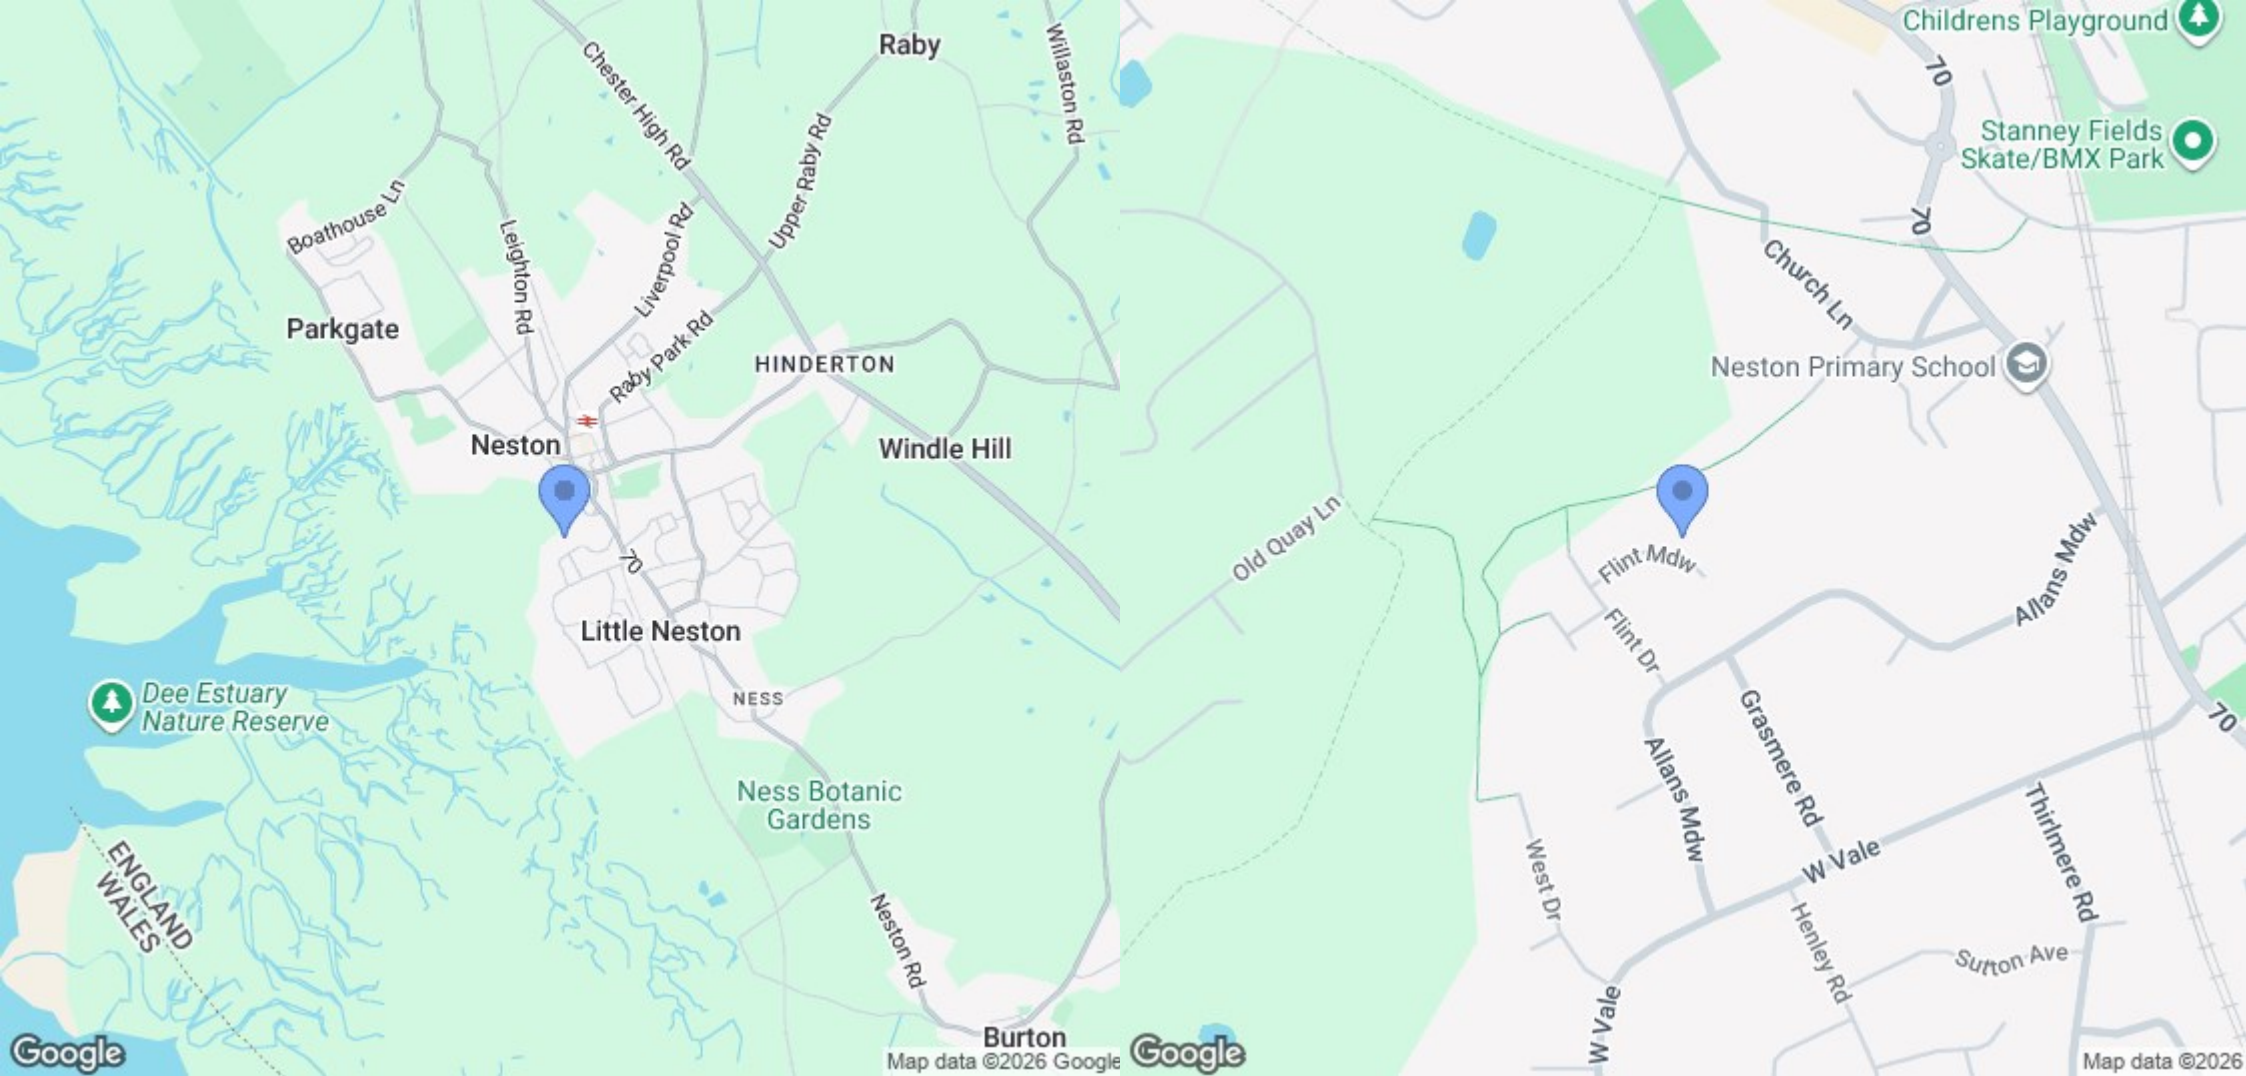 Raby
Chester High Rd
Willaston Rd
Upper Raby Rd
Boathouse Ln
Leighton Rd
Liverpool Rd
Parkgate
Raby Park Rd
HINDERTON
Neston
Windle Hill
70
Little Neston
Dee Estuary
Nature Reserve
NESS
Ness Botanic
Gardens
ENGLAND
WALES
Neston Rd
Burton
Google
Map data ©2026 Google
Childrens Playground
70
Stanney Fields
Skate/BMX Park
70
Church Ln
Neston Primary School
Old Quay Ln
Flint Mdw
Allans Mdw
Flint Dr
Grasmere Rd
70
Allans Mdw
W Vale
Thirlmere Rd
West Dr
Henley Rd
Sutton Ave
W Vale
Google
Map data ©2026